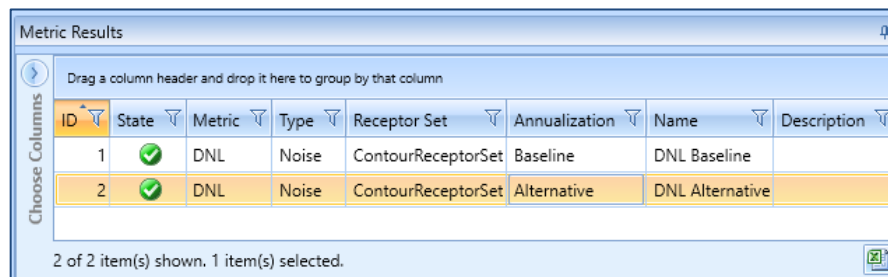 Metric Results
Drag a column header and drop it here to group by that column
Choose Columns
ID State Metric Type Receptor Set Annualization Name Description
1 DNL Noise ContourReceptorSet Baseline DNL Baseline
2 DNL Noise ContourReceptorSet Alternative DNL Alternative
2 of 2 item(s) shown. 1 item(s) selected.